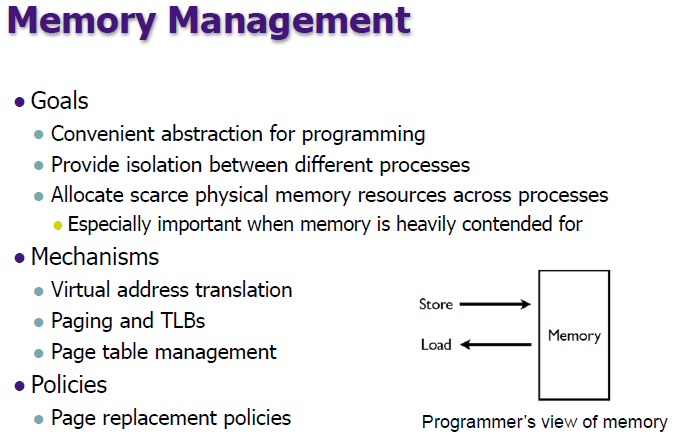 Memory Management
Goals
Convenient abstraction for programming
Provide isolation between different processes
Allocate scarce physical memory resources across processes
Especially important when memory is heavily contended for
Mechanisms
Virtual address translation
Paging and TLBs
Page table management
Policies
Page replacement policies
Store
Load
Memory
Programmer's view of memory